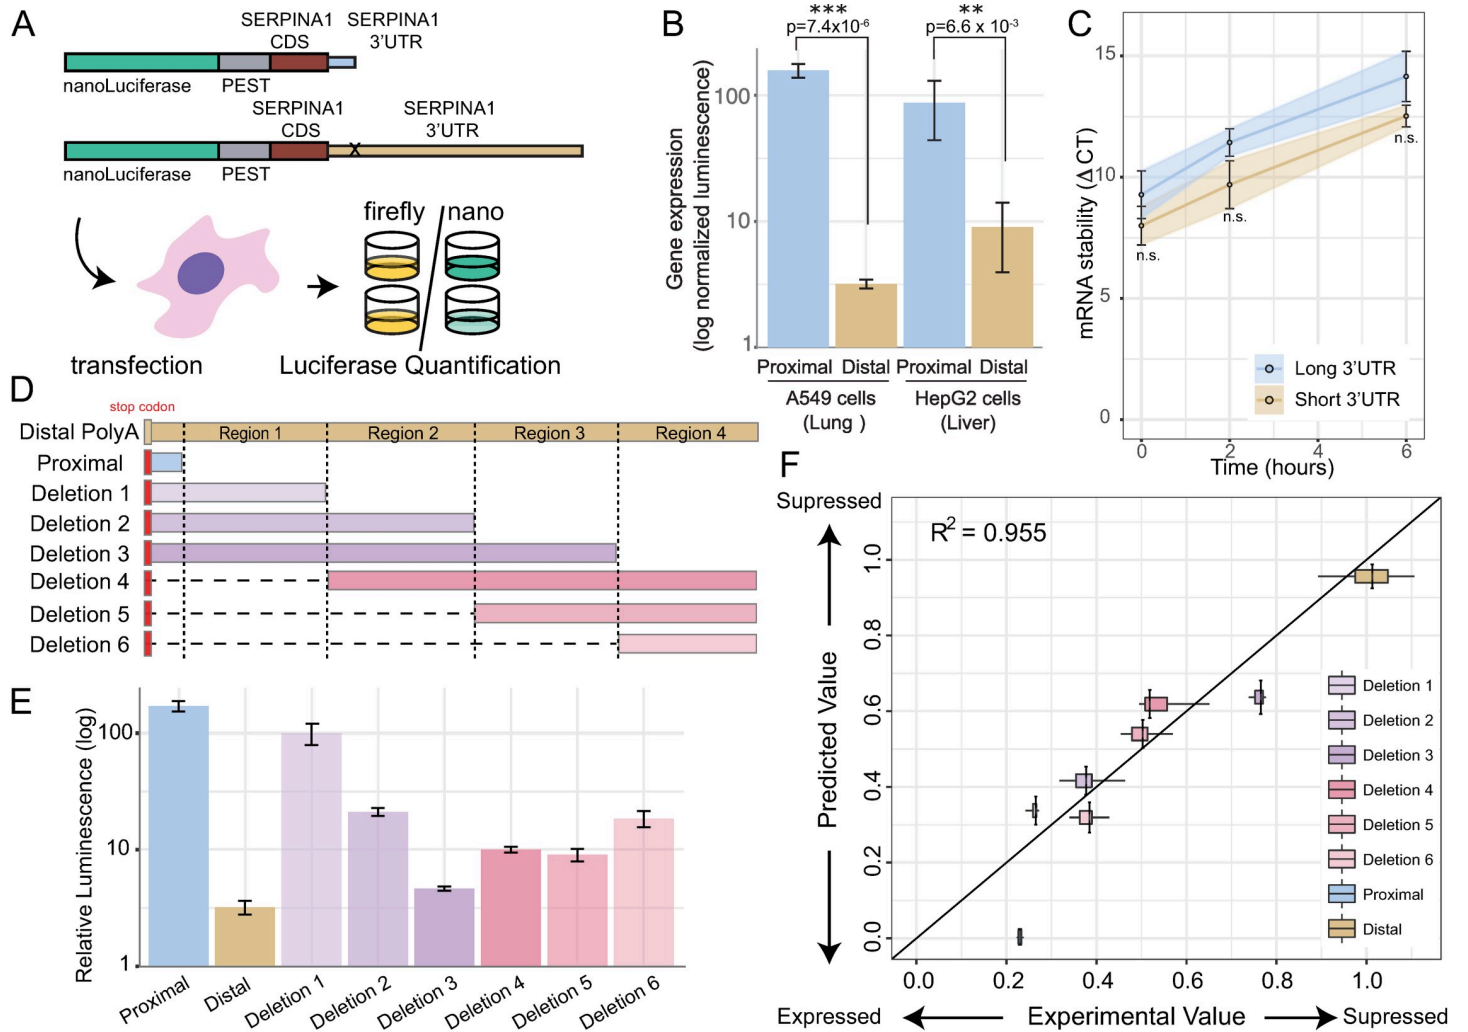 A
SERPINA1 SERPINA1
CDS 3'UTR
nanoLuciferase PEST
SERPINA1 SERPINA1
CDS 3'UTR
X
nanoLuciferase PEST
firefly nano
transfection Luciferase Quantification
B
*** **
p=7.4x10-6 p=6.6 x 10-3
Gene expression
(log normalized luminescence)
100
10
1
Proximal Distal Proximal Distal
A549 cells HepG2 cells
(Lung ) (Liver)
C
mRNA stability (ΔCT)
15
10
5
0
n.s.
n.s.
n.s.
Long 3'UTR
Short 3'UTR
0 2 4 6
Time (hours)
D
stop codon
Distal PolyA Region 1 Region 2 Region 3 Region 4
Proximal
Deletion 1
Deletion 2
Deletion 3
Deletion 4
Deletion 5
Deletion 6
E
Relative Luminescence (log)
100
10
1
Proximal Distal Deletion 1 Deletion 2 Deletion 3 Deletion 4 Deletion 5 Deletion 6
F
Supressed
R2 = 0.955
Predicted Value
1.0
0.8
0.6
0.4
0.2
0.0
Deletion 1
Deletion 2
Deletion 3
Deletion 4
Deletion 5
Deletion 6
Proximal
Distal
0.0 0.2 0.4 0.6 0.8 1.0
Expressed Experimental Value Supressed